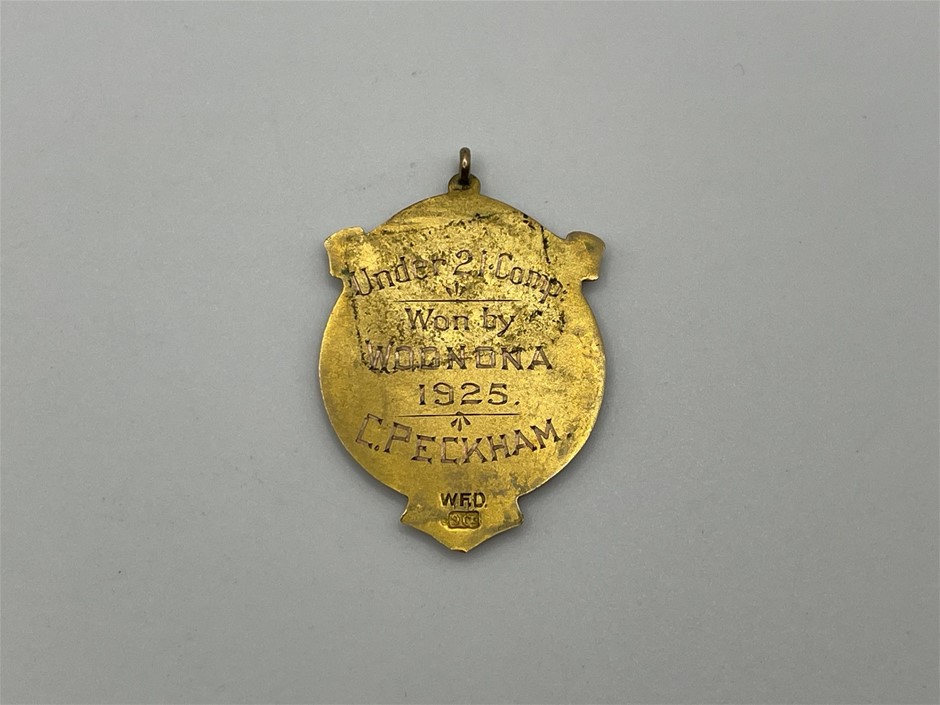 Under 21. Comp.
Won by
WOONONA
1925.
C. PECKHAM.
W.F.D.
9C